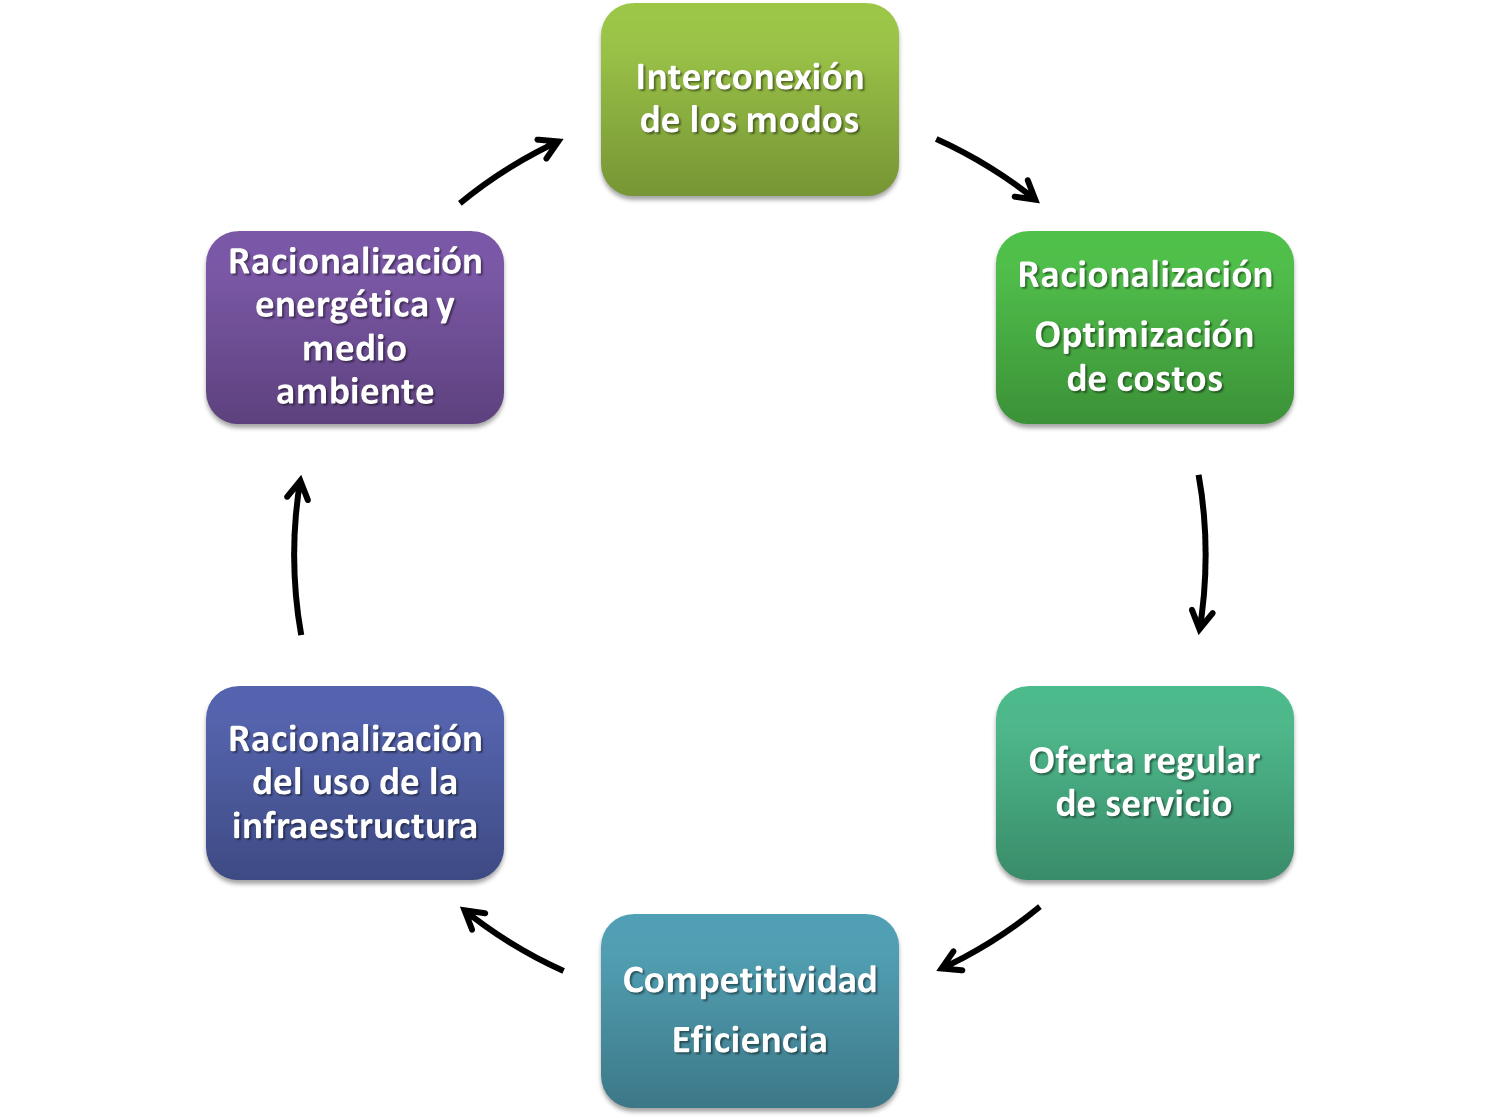 Interconexión
de los modos
Racionalización
Optimización
de costos
Oferta regular
de servicio
Competitividad
Eficiencia
Racionalización
del uso de la
infraestructura
Racionalización
energética y
medio
ambiente